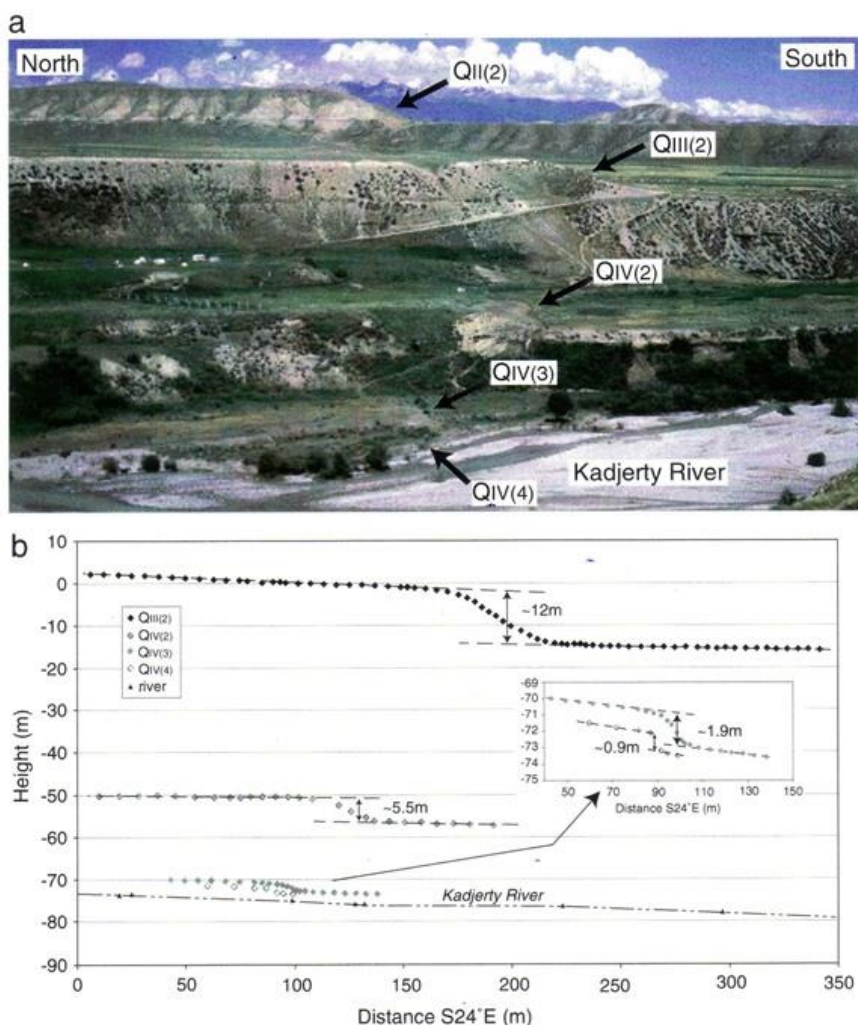 a
North
South
QII(2)
QIII(2)
QIV(2)
QIV(3)
QIV(4)
Kadjerty River
b
10
0
-10
-20
-30
-40
-50
-60
-70
-80
-90
Height (m)
QIII(2)
QIV(2)
QIV(3)
QIV(4)
river
~12m
~5.5m
-69
-70
-71
-72
-73
-74
-75
~1.9m
~0.9m
50 70 90 110 130 150
Distance S24°E (m)
Kadjerty River
0 50 100 150 200 250 300 350
Distance S24°E (m)